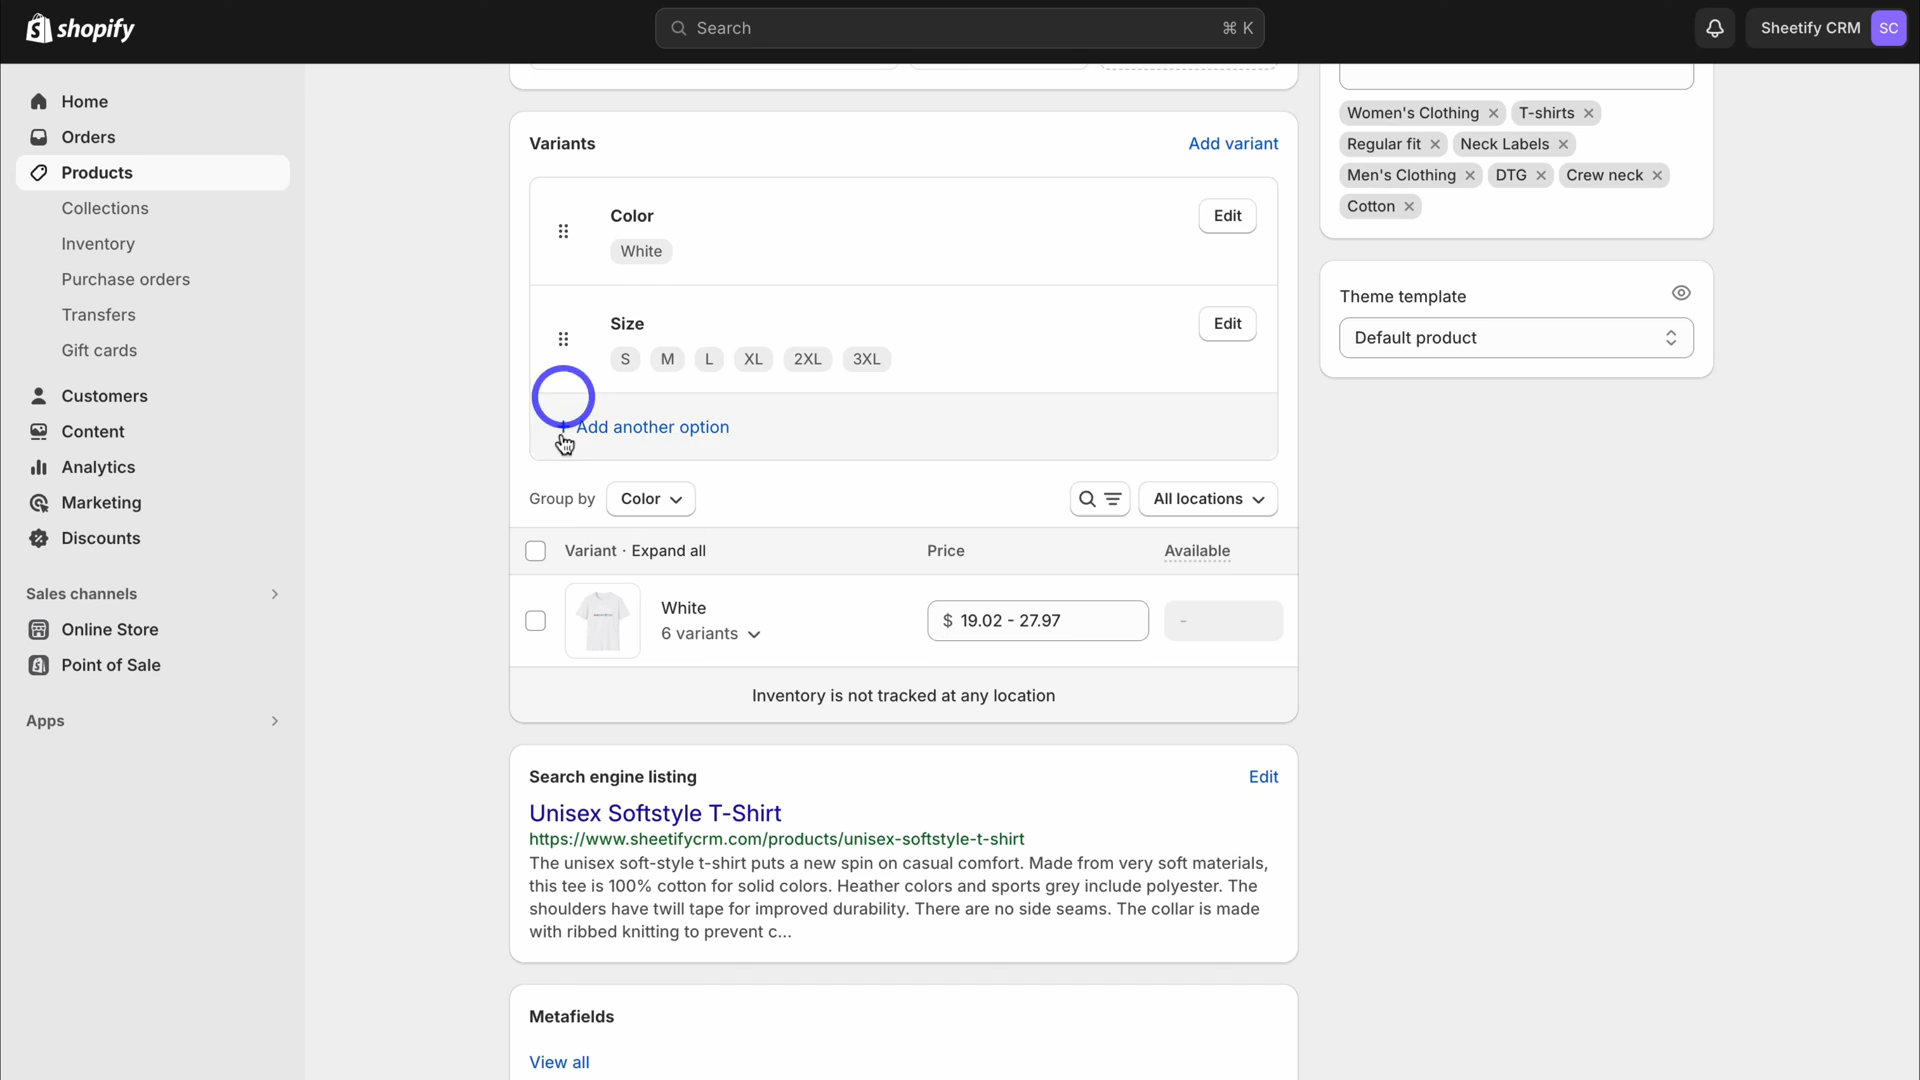 shopify
Search
⌘ K
Sheetify CRM
SC
Home
Orders
Products
Collections
Inventory
Purchase orders
Transfers
Gift cards
Customers
Content
Analytics
Marketing
Discounts
Sales channels
Online Store
Point of Sale
Apps
Variants
Add variant
Color
Edit
White
Size
Edit
S M L XL 2XL 3XL
+ Add another option
Group by Color
All locations
Variant · Expand all
Price
Available
White
6 variants
$ 19.02 - 27.97
-
Inventory is not tracked at any location
Search engine listing
Edit
Unisex Softstyle T-Shirt
https://www.sheetifycrm.com/products/unisex-softstyle-t-shirt
The unisex soft-style t-shirt puts a new spin on casual comfort. Made from very soft materials,
this tee is 100% cotton for solid colors. Heather colors and sports grey include polyester. The
shoulders have twill tape for improved durability. There are no side seams. The collar is made
with ribbed knitting to prevent c...
Metafields
View all
Women's Clothing × T-shirts ×
Regular fit × Neck Labels ×
Men's Clothing × DTG × Crew neck ×
Cotton ×
Theme template
Default product